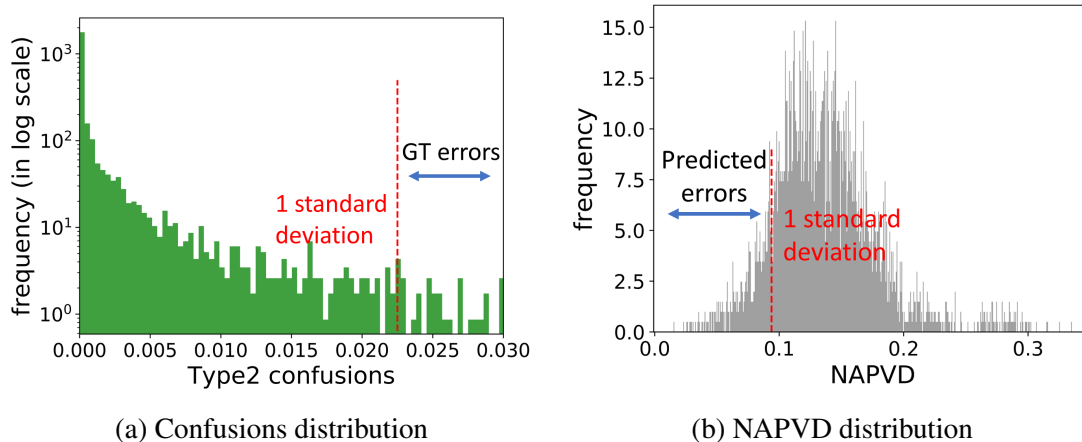 frequency (in log scale)
10³
10²
10¹
10⁰
GT errors
1 standard
deviation
0.000
0.005
0.010
0.015
0.020
0.025
0.030
Type2 confusions
(a) Confusions distribution
frequency
15.0
12.5
10.0
7.5
5.0
2.5
0.0
Predicted
errors
1 standard
deviation
0.0
0.1
0.2
0.3
NAPVD
(b) NAPVD distribution